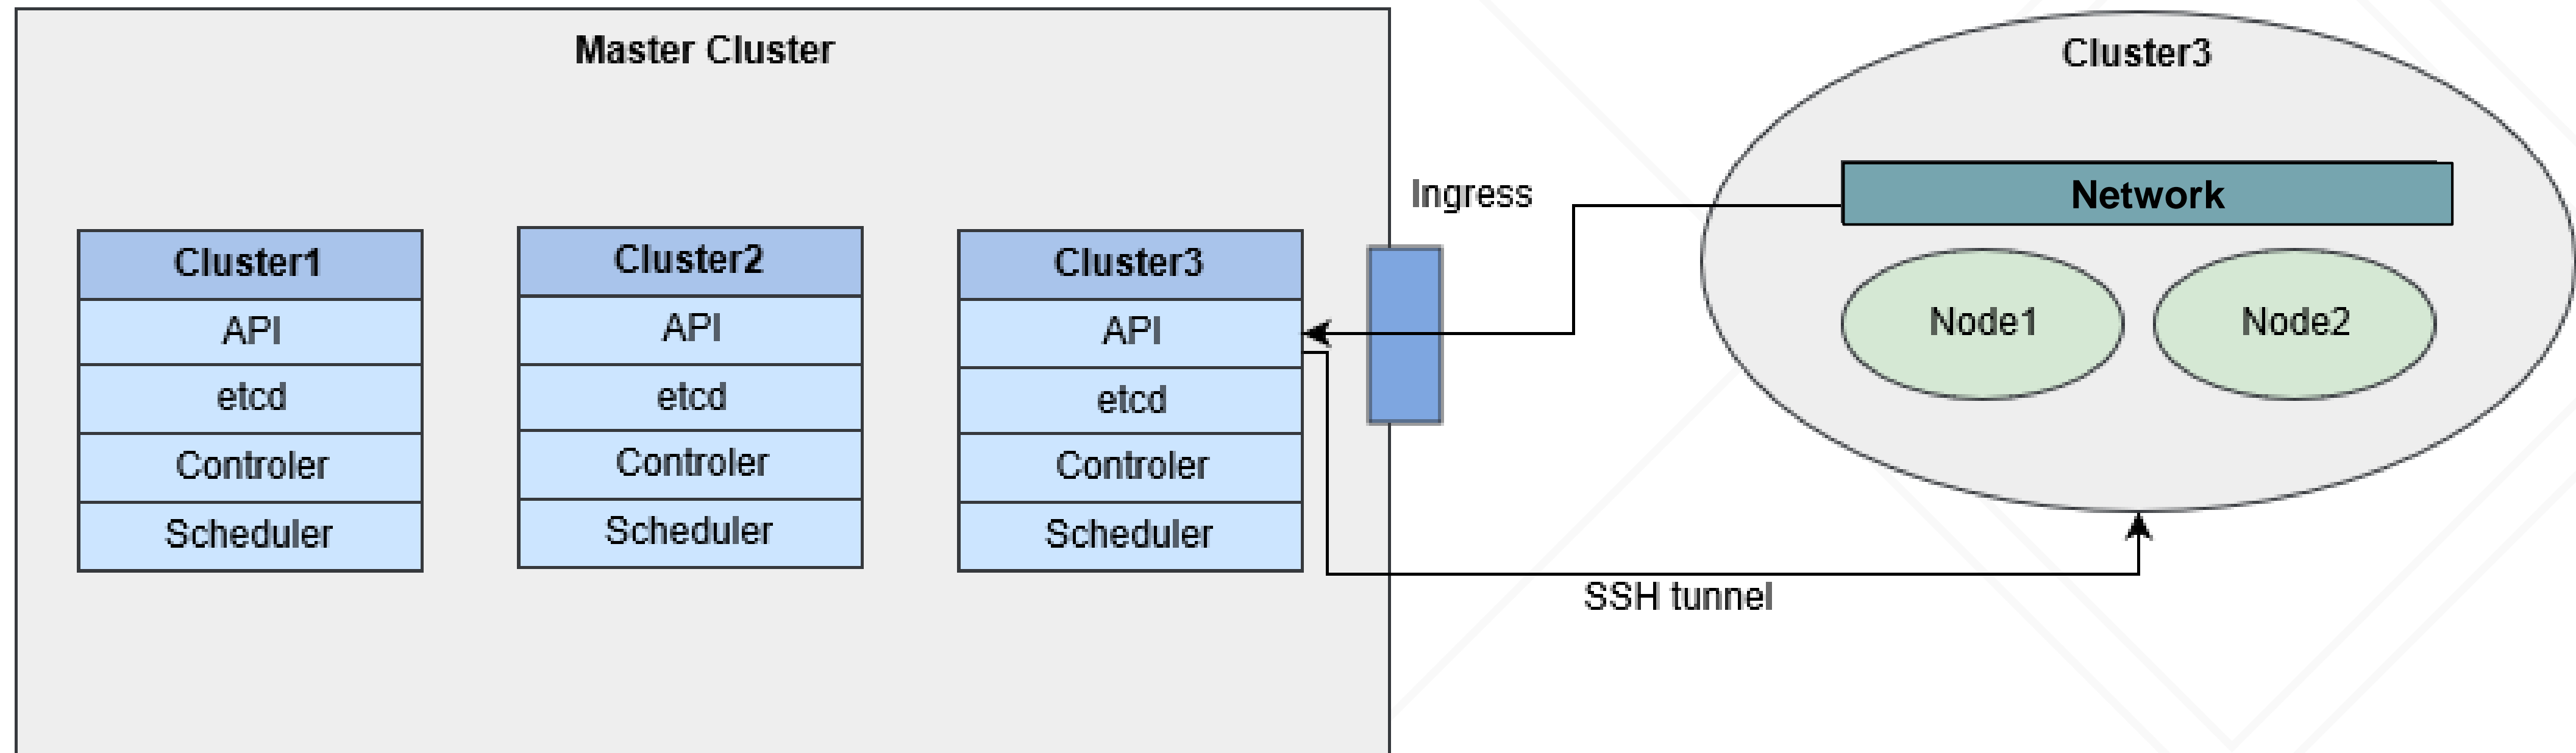 Master Cluster
Cluster1
API
etcd
Controler
Scheduler
Cluster2
API
etcd
Controler
Scheduler
Cluster3
API
etcd
Controler
Scheduler
Ingress
SSH tunnel
Cluster3
Network
Node1
Node2